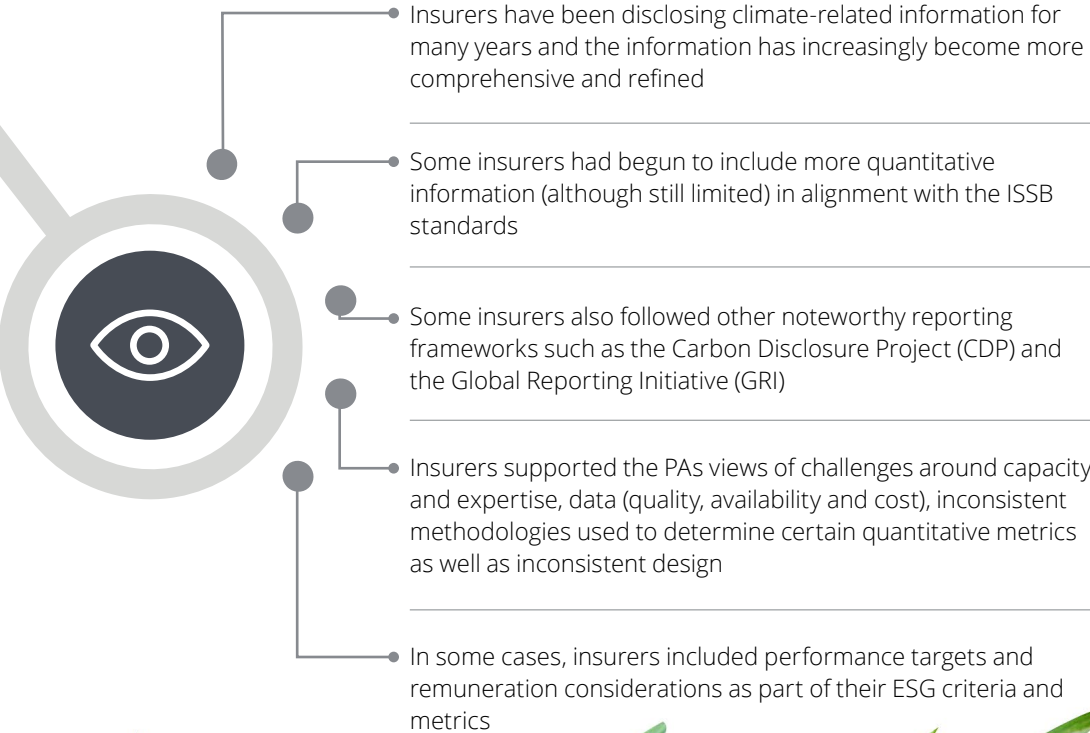 Insurers have been disclosing climate-related information for
many years and the information has increasingly become more
comprehensive and refined
Some insurers had begun to include more quantitative
information (although still limited) in alignment with the ISSB
standards
Some insurers also followed other noteworthy reporting
frameworks such as the Carbon Disclosure Project (CDP) and
the Global Reporting Initiative (GRI)
Insurers supported the PAs views of challenges around capacity
and expertise, data (quality, availability and cost), inconsistent
methodologies used to determine certain quantitative metrics
as well as inconsistent design
In some cases, insurers included performance targets and
remuneration considerations as part of their ESG criteria and
metrics